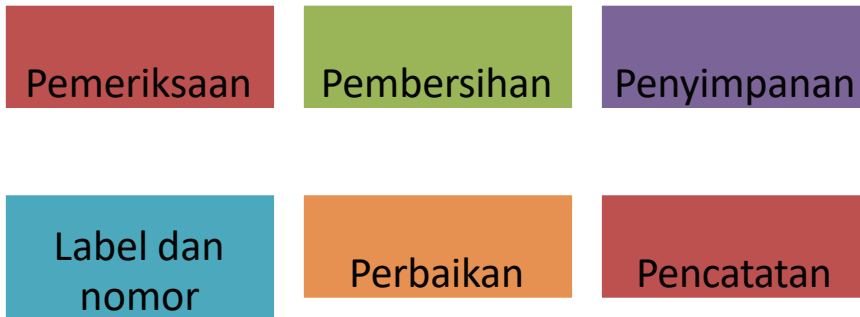 Pemeriksaan
Pembersihan
Penyimpanan
Label dan
nomor
Perbaikan
Pencatatan